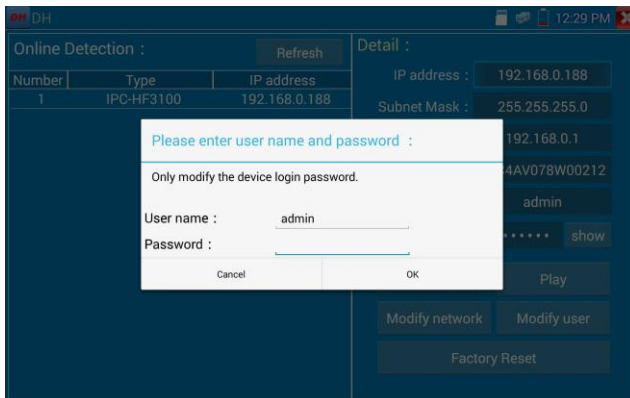 DH DH 12:29 PM
Online Detection : Refresh
Number Type IP address
1 IPC-HF3100 192.168.0.188
Detail :
IP address : 192.168.0.188
Subnet Mask : 255.255.255.0
192.168.0.1
4AV078W00212
admin
•••••• show
Play
Modify network Modify user
Factory Reset
Please enter user name and password :
Only modify the device login password.
User name : admin
Password :
Cancel OK